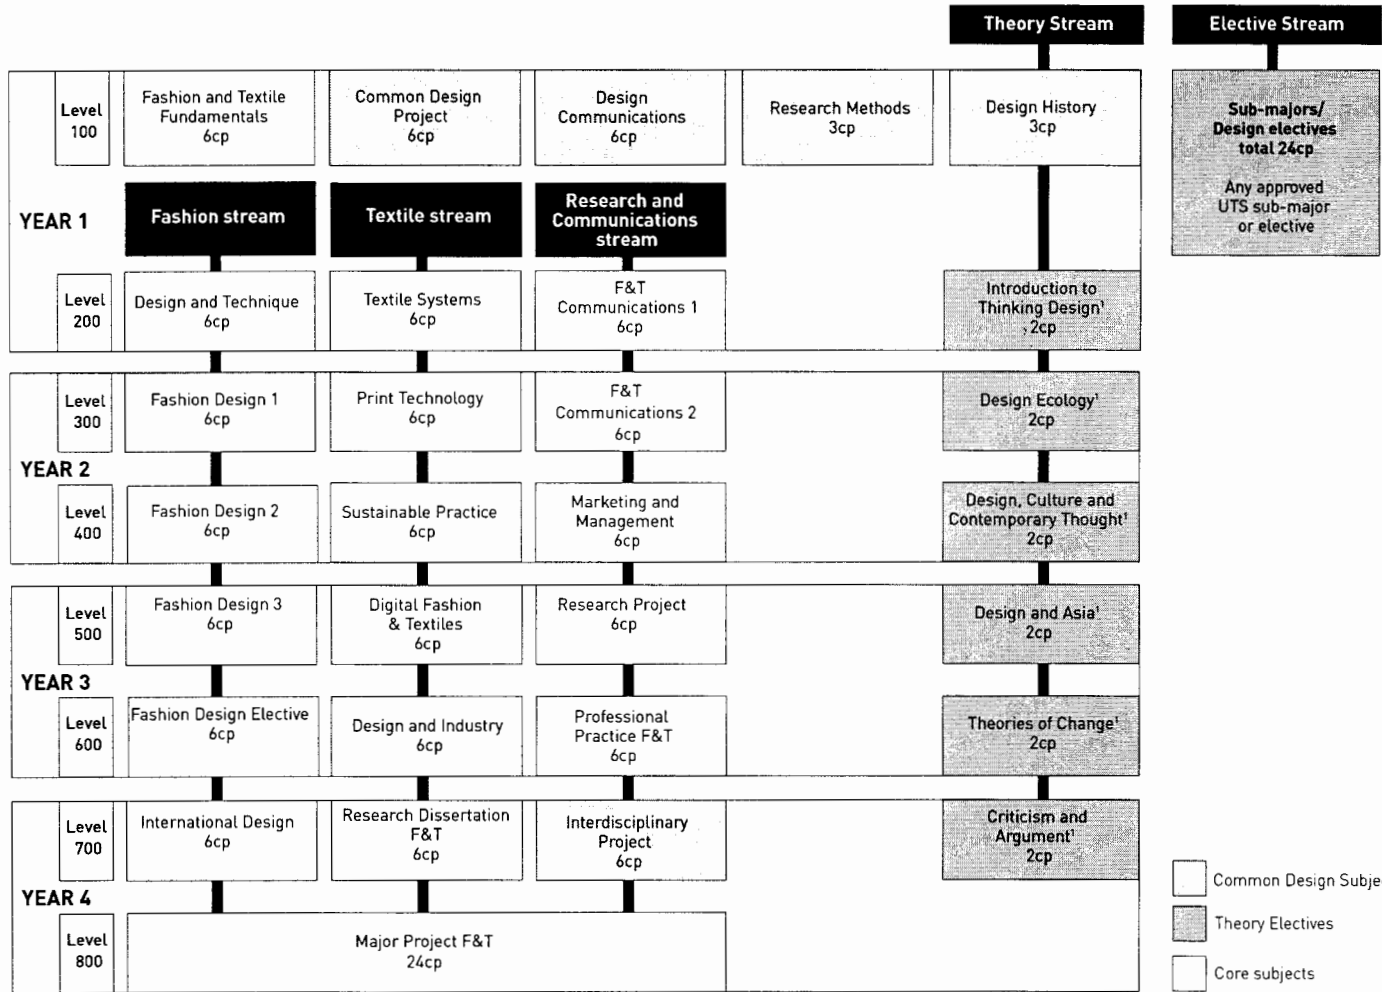 Theory Stream
Elective Stream
Level
100
Fashion and Textile
Fundamentals
6cp
Common Design
Project
6cp
Design
Communications
6cp
Research Methods
3cp
Design History
3cp
Sub-majors/
Design electives
total 24cp
Any approved
UTS sub-major
or elective
YEAR 1
Fashion stream
Textile stream
Research and
Communications
stream
Level
200
Design and Technique
6cp
Textile Systems
6cp
F&T
Communications 1
6cp
Introduction to
Thinking Design¹
2cp
YEAR 2
Level
300
Fashion Design 1
6cp
Print Technology
6cp
F&T
Communications 2
6cp
Design Ecology¹
2cp
Level
400
Fashion Design 2
6cp
Sustainable Practice
6cp
Marketing and
Management
6cp
Design, Culture and
Contemporary Thought¹
2cp
YEAR 3
Level
500
Fashion Design 3
6cp
Digital Fashion
& Textiles
6cp
Research Project
6cp
Design and Asia¹
2cp
Level
600
Fashion Design Elective
6cp
Design and Industry
6cp
Professional
Practice F&T
6cp
Theories of Change¹
2cp
YEAR 4
Level
700
International Design
6cp
Research Dissertation
F&T
6cp
Interdisciplinary
Project
6cp
Criticism and
Argument¹
2cp
Level
800
Major Project F&T
24cp
Common Design Subje
Theory Electives
Core subjects